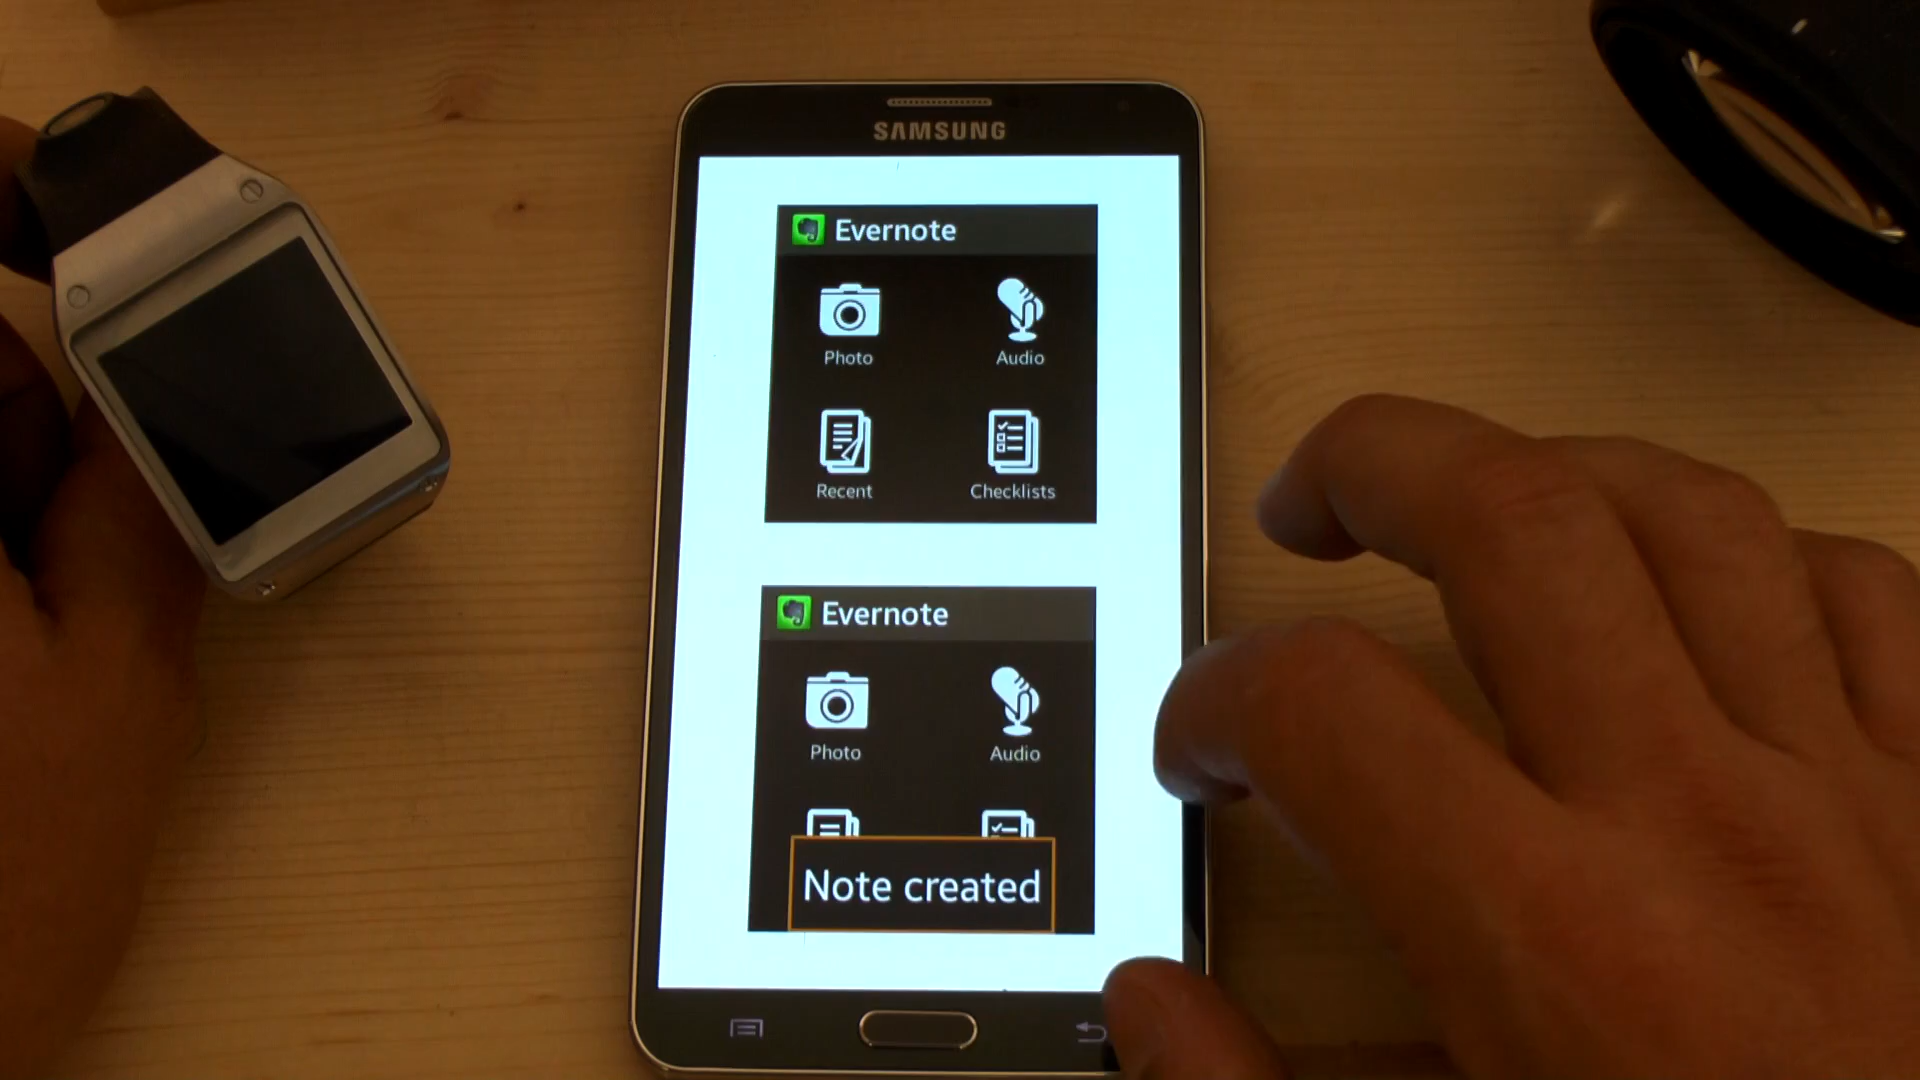 SAMSUNG
Evernote
Photo Audio
Recent Checklists
Evernote
Photo Audio
Note created